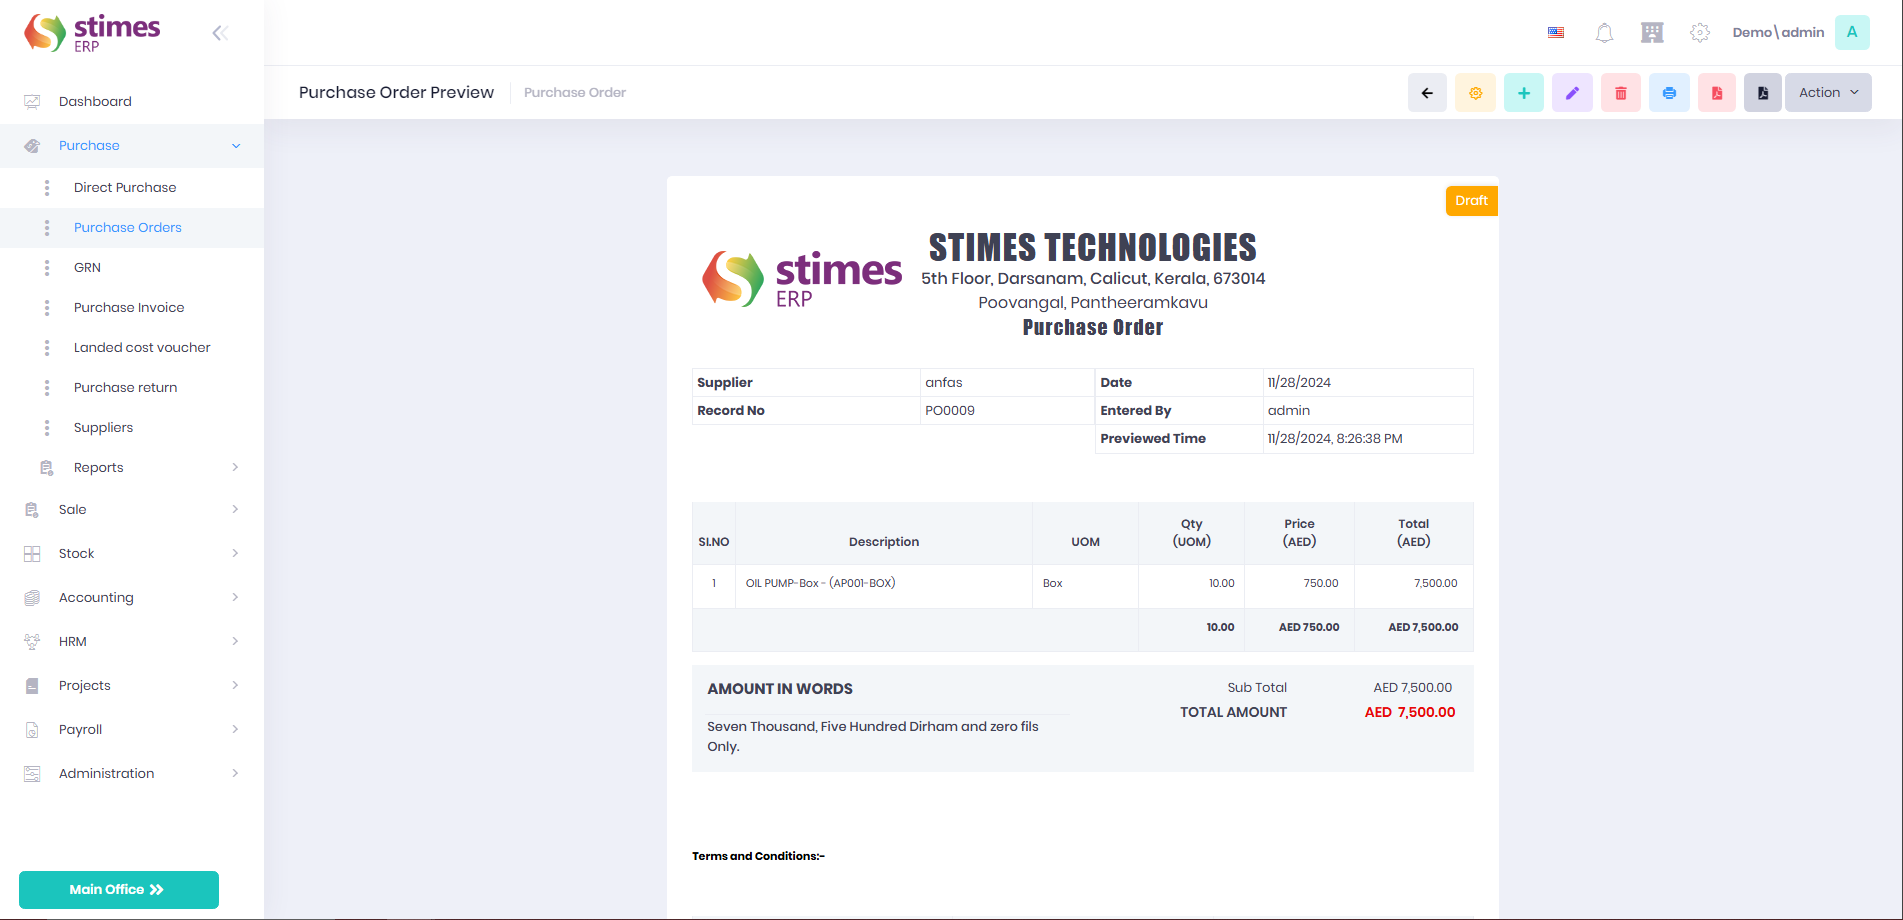 stimes
ERP
Demo\admin
A
Purchase Order Preview
Purchase Order
Action
Dashboard
Purchase
Direct Purchase
Purchase Orders
GRN
Purchase Invoice
Landed cost voucher
Purchase return
Suppliers
Reports
Sale
Stock
Accounting
HRM
Projects
Payroll
Administration
Main Office
Draft
stimes
ERP
STIMES TECHNOLOGIES
5th Floor, Darsanam, Calicut, Kerala, 673014
Poovangal, Pantheeramkavu
Purchase Order
Supplier anfas Date 11/28/2024
Record No PO0009 Entered By admin
Previewed Time 11/28/2024, 8:26:38 PM
SI.NO Description UOM Qty (UOM) Price (AED) Total (AED)
1 OIL PUMP-Box - (AP001-BOX) Box 10.00 750.00 7,500.00
10.00 AED 750.00 AED 7,500.00
AMOUNT IN WORDS
Seven Thousand, Five Hundred Dirham and zero fils
Only.
Sub Total AED 7,500.00
TOTAL AMOUNT AED 7,500.00
Terms and Conditions:-